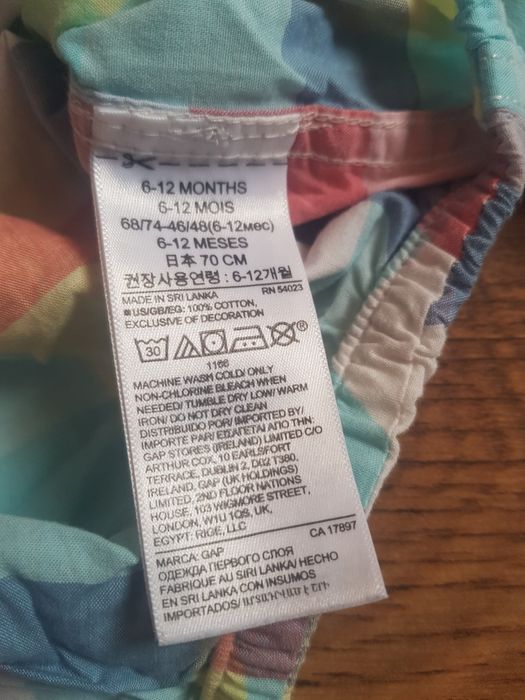 6-12 MONTHS
6-12 MOIS
68/74-46/48(6-12мес)
6-12 MESES
日本 70 CM
권장사용연령 : 6-12개월
MADE IN SRI LANKA RN 54023
US/GB/EG: 100% COTTON,
EXCLUSIVE OF DECORATION
30
1166
MACHINE WASH COLD/ ONLY
NON-CHLORINE BLEACH WHEN
NEEDED/ TUMBLE DRY LOW/ WARM
IRON/ DO NOT DRY CLEAN
DISTRIBUIDO POR/ IMPORTED BY/
IMPORTE PAR/ ΕΙΣΑΓΕΤΑΙ ΑΠΟ ΤΗΝ:
GAP STORES (IRELAND) LIMITED C/O
ARTHUR COX, 10 EARLSFORT
TERRACE, DUBLIN 2, D02 T380,
IRELAND, GAP (UK HOLDINGS)
LIMITED, 2ND FLOOR NATIONS
HOUSE, 103 WIGMORE STREET,
LONDON, W1U 1QS, UK,
EGYPT: RIGE, LLC
CA 17897
MARCA: GAP
ОДЕЖДА ПЕРВОГО СЛОЯ
FABRIQUE AU SRI LANKA/ HECHO
EN SRI LANKA CON INSUMOS
IMPORTADOS/ ԱՐՏԱԴՐՎԱԾ Է ՇՐԻ